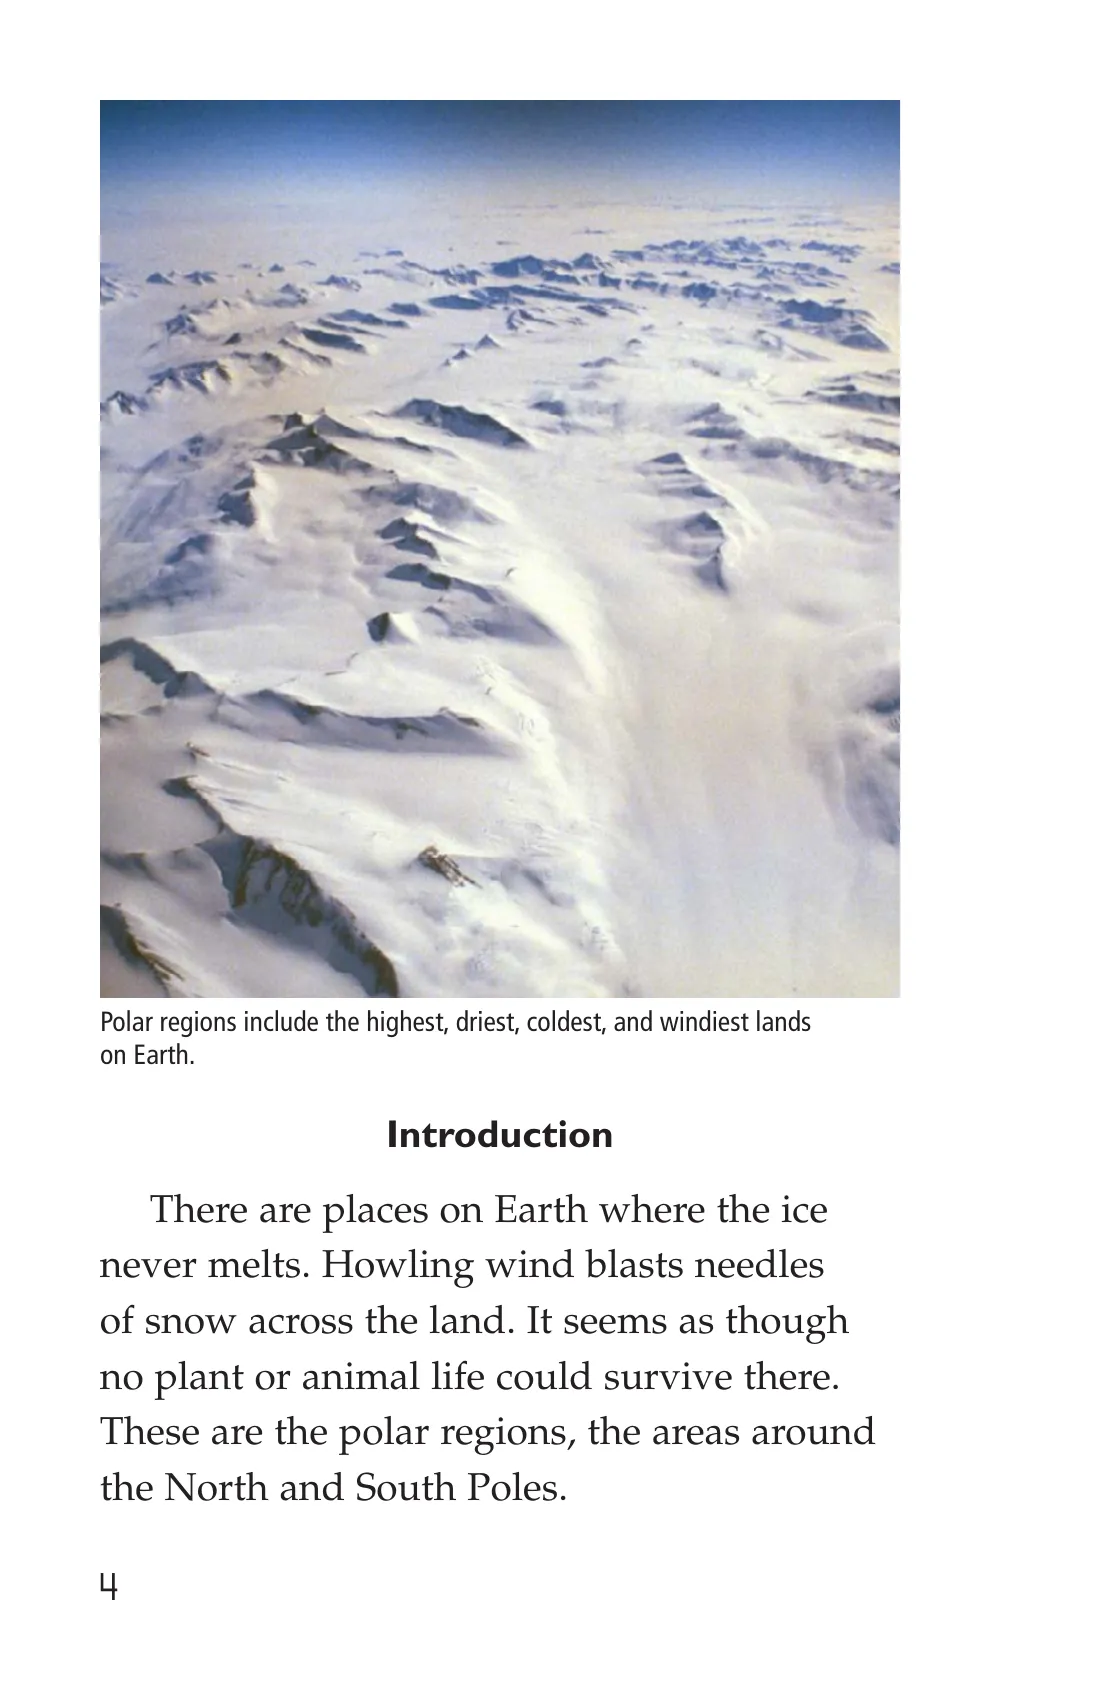 Polar regions include the highest, driest, coldest, and windiest lands
on Earth.
Introduction
There are places on Earth where the ice
never melts. Howling wind blasts needles
of snow across the land. It seems as though
no plant or animal life could survive there.
These are the polar regions, the areas around
the North and South Poles.
4